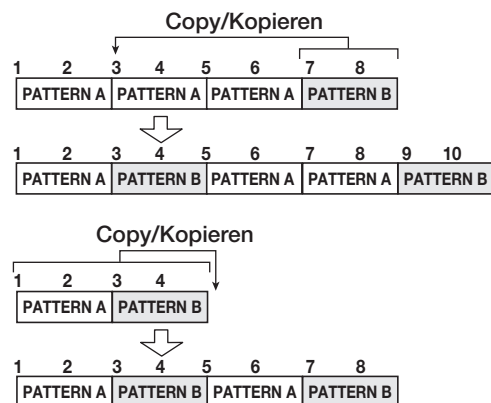 Copy/Kopieren
1 2 3 4 5 6 7 8
PATTERN A PATTERN A PATTERN A PATTERN B
1 2 3 4 5 6 7 8 9 10
PATTERN A PATTERN B PATTERN A PATTERN A PATTERN B
Copy/Kopieren
1 2 3 4
PATTERN A PATTERN B
1 2 3 4 5 6 7 8
PATTERN A PATTERN B PATTERN A PATTERN B